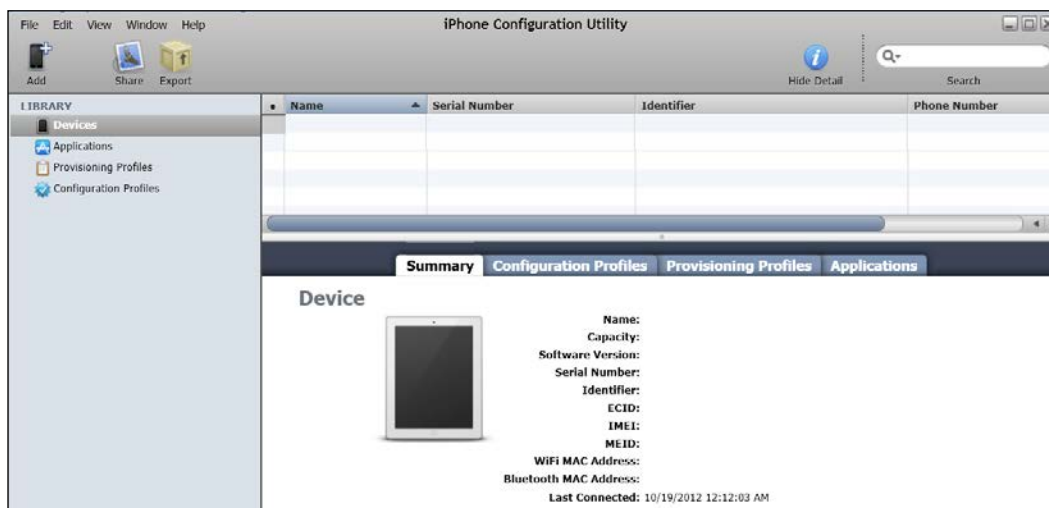 File Edit View Window Help
iPhone Configuration Utility
Add Share Export
Hide Detail
Search
LIBRARY
Devices
Applications
Provisioning Profiles
Configuration Profiles
Name Serial Number Identifier Phone Number
Summary Configuration Profiles Provisioning Profiles Applications
Device
Name:
Capacity:
Software Version:
Serial Number:
Identifier:
ECID:
IMEI:
MEID:
WiFi MAC Address:
Bluetooth MAC Address:
Last Connected: 10/19/2012 12:12:03 AM